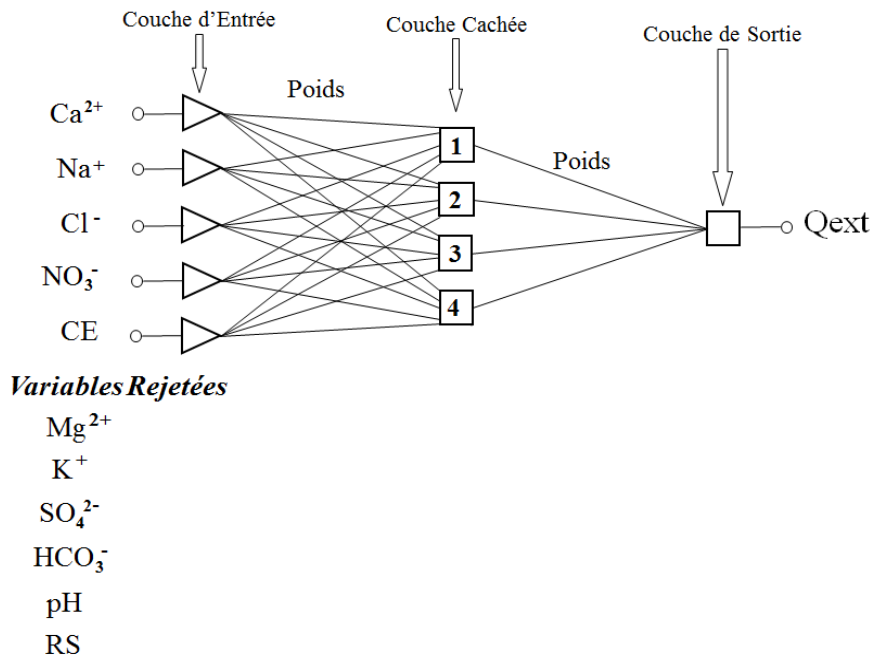 Couche d'Entrée
Couche Cachée
Couche de Sortie
Poids
Ca²⁺
1
Na⁺
Poids
2
Cl⁻
Qext
3
NO₃⁻
4
CE
Variables Rejetées
Mg²⁺
K⁺
SO₄²⁻
HCO₃⁻
pH
RS